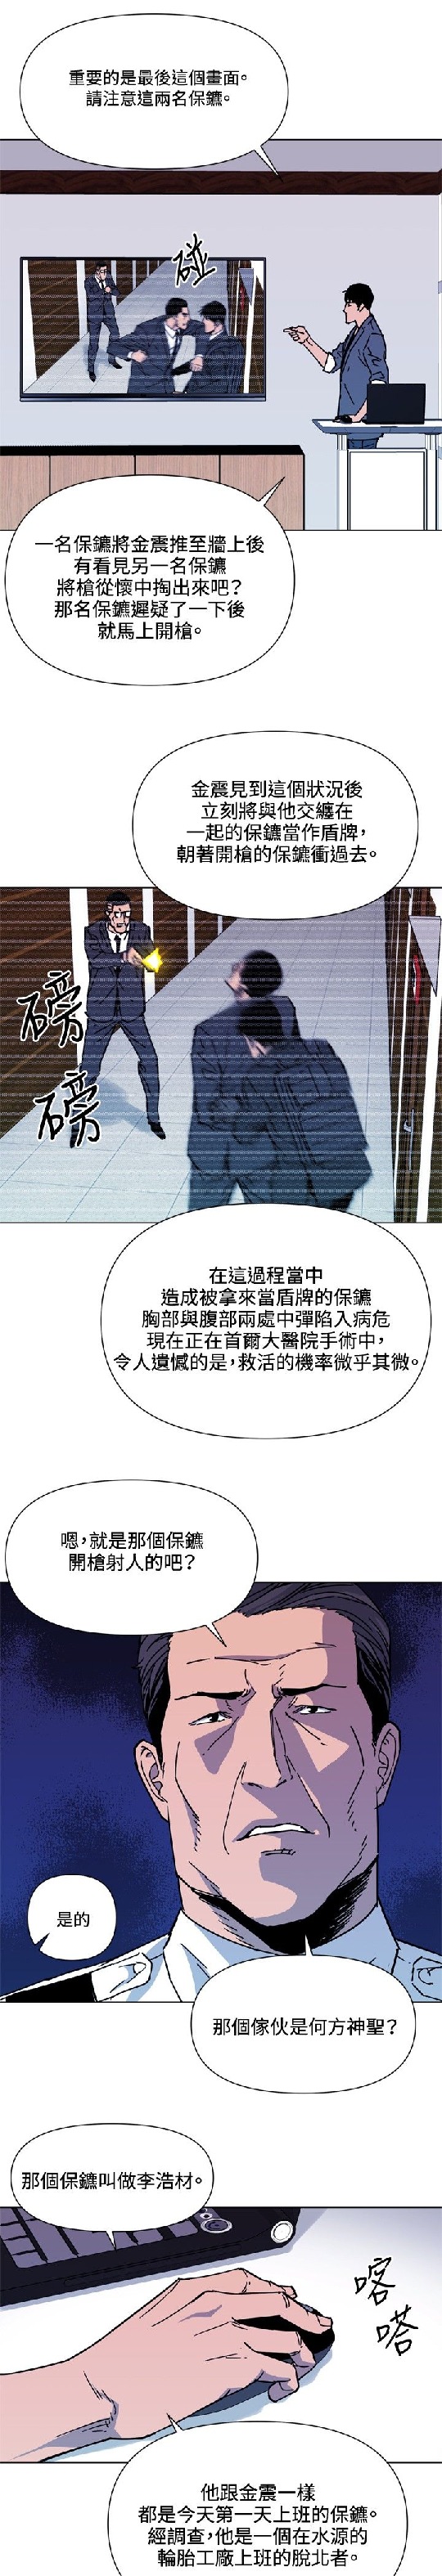 重要的是最後這個畫面。
請注意這兩名保鑣。
碰
一名保鑣將金震推至牆上後
有看見另一名保鑣
將槍從懷中掏出來吧?
那名保鑣遲疑了一下後
就馬上開槍。
金震見到這個狀況後
立刻將與他交纏在
一起的保鑣當作盾牌,
朝著開槍的保鑣衝過去。
磅
磅
在這過程當中
造成被拿來當盾牌的保鑣
胸部與腹部兩處中彈陷入病危
現在正在首爾大醫院手術中,
令人遺憾的是,救活的機率微乎其微。
嗯,就是那個保鑣
開槍射人的吧?
是的
那個傢伙是何方神聖?
那個保鑣叫做李浩材。
喀
嗒
他跟金震一樣
都是今天第一天上班的保鑣。
經調查,他是一個在水源的
輪胎工廠上班的脫北者。